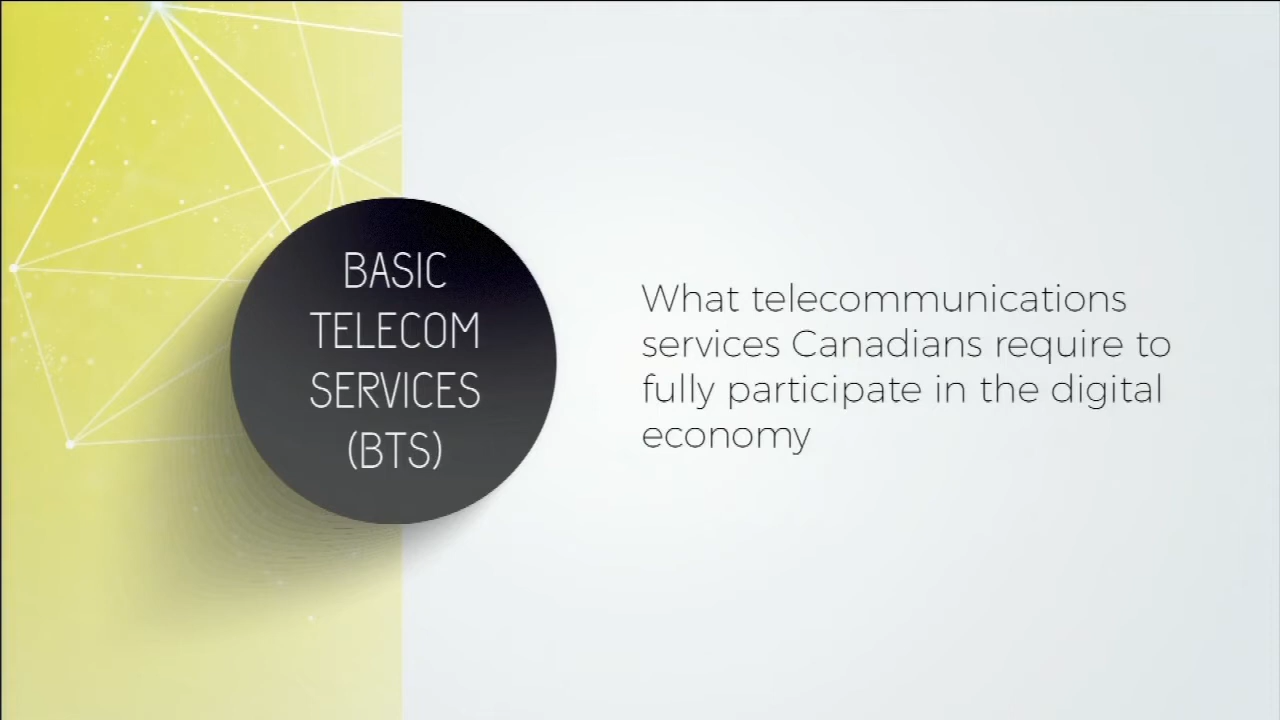 BASIC
TELECOM
SERVICES
(BTS)
What telecommunications
services Canadians require to
fully participate in the digital
economy